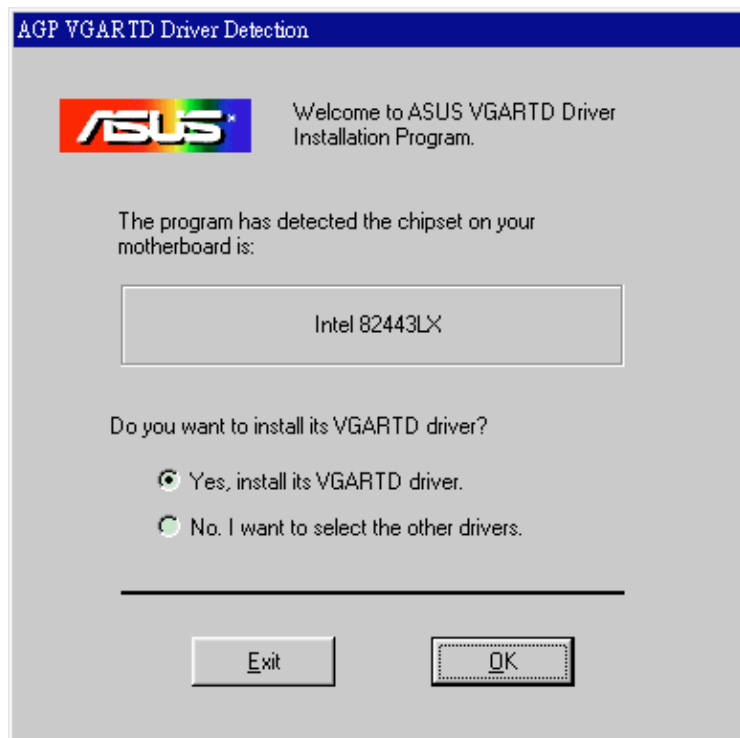 AGP VGARTD Driver Detection
ASUS
Welcome to ASUS VGARTD Driver
Installation Program.
The program has detected the chipset on your
motherboard is:
Intel 82443LX
Do you want to install its VGARTD driver?
Yes, install its VGARTD driver.
No. I want to select the other drivers.
Exit
OK